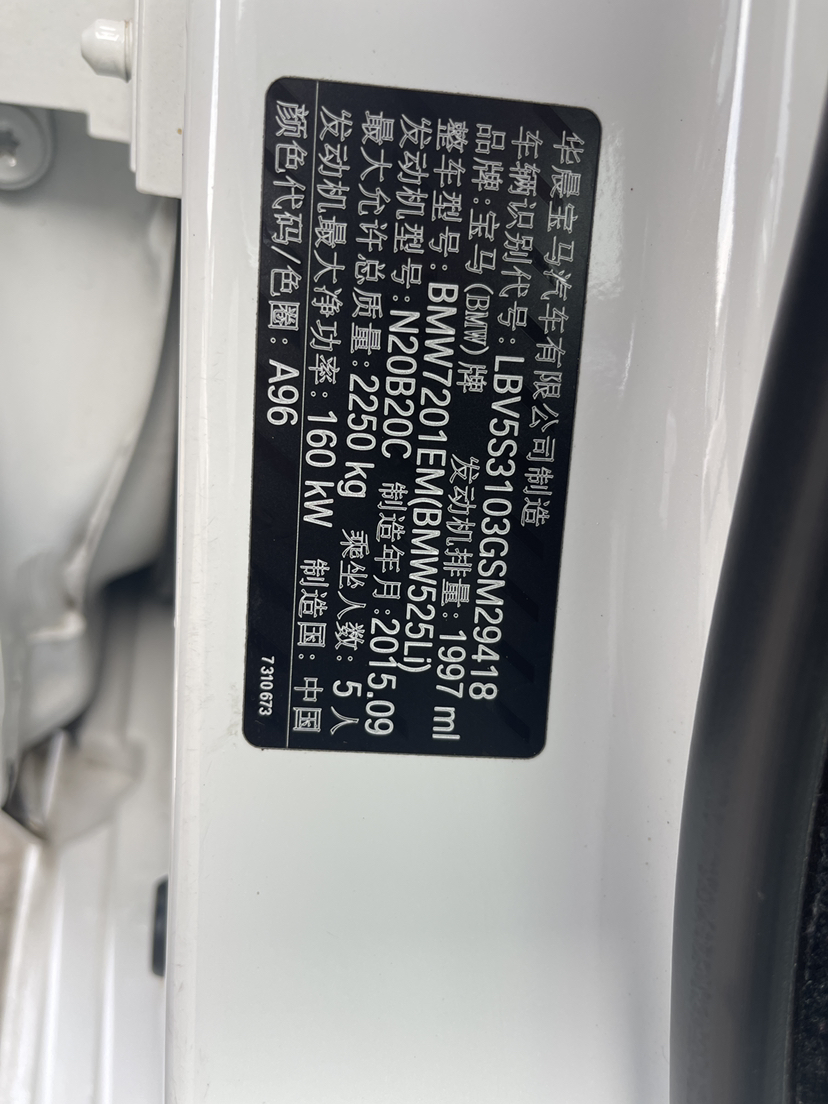 华晨宝马汽车有限公司制造
车辆识别代号:LBV5S3103GSM29418
品牌:宝马(BMW)牌 发动机排量:1997 ml
整车型号:BMW7201EM(BMW525Li)
发动机型号:N20B20C 制造年月:2015.09
最大允许总质量:2250 kg 乘坐人数:5 人
发动机最大净功率:160 kW 制造国:中国
颜色代码/色圈:A96
7310673